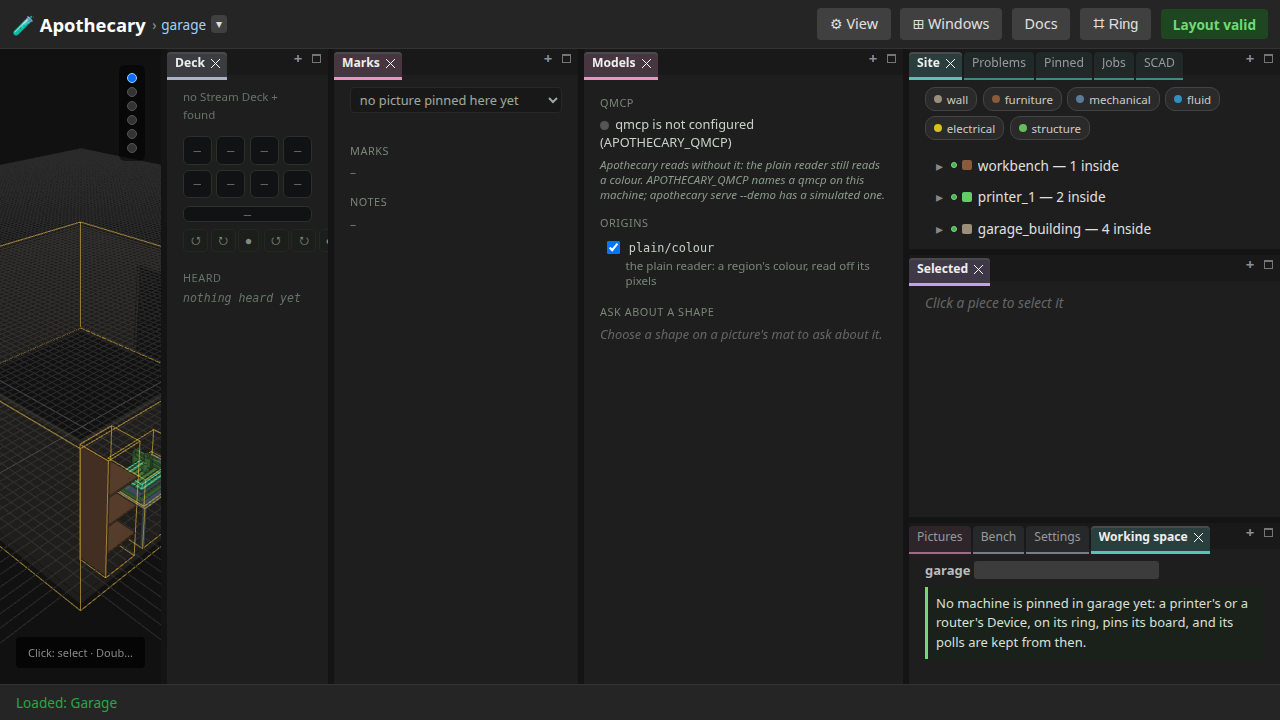 Apothecary › garage ▾
⚙ View
⊞ Windows
Docs
⌗ Ring
Layout valid
Click: select · Doub...
Deck
no Stream Deck +
found
– – – –
– – – –
–
↺ ↻ ● ↺ ↻
HEARD
nothing heard yet
Marks
no picture pinned here yet
MARKS
–
NOTES
–
Models
QMCP
qmcp is not configured
(APOTHECARY_QMCP)
Apothecary reads without it: the plain reader still reads
a colour. APOTHECARY_QMCP names a qmcp on this
machine; apothecary serve --demo has a simulated one.
ORIGINS
plain/colour
the plain reader: a region's colour, read off its
pixels
ASK ABOUT A SHAPE
Choose a shape on a picture's mat to ask about it.
Site Problems Pinned Jobs SCAD
wall furniture mechanical fluid
electrical structure
▸ workbench — 1 inside
▸ printer_1 — 2 inside
▸ garage_building — 4 inside
Selected
Click a piece to select it
Pictures Bench Settings Working space
garage
No machine is pinned in garage yet: a printer's or a
router's Device, on its ring, pins its board, and its
polls are kept from then.
Loaded: Garage